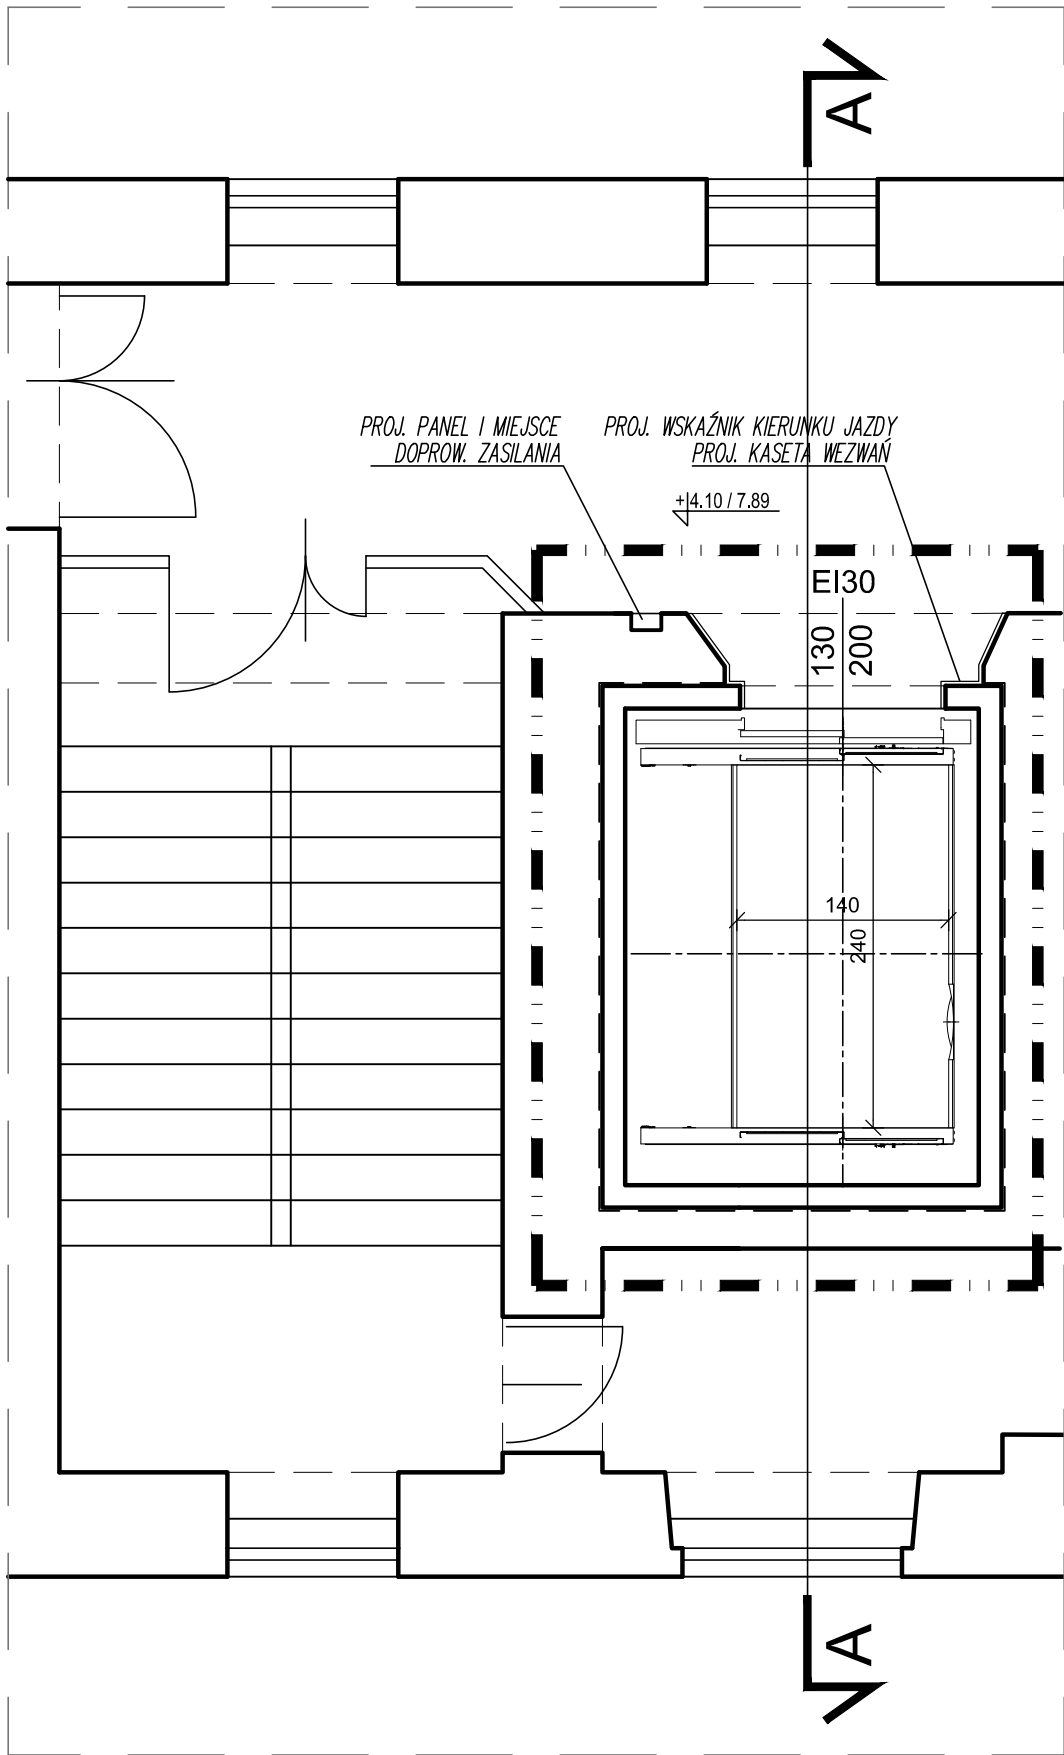 A
PROJ. PANEL I MIEJSCE
DOPROW. ZASILANIA
PROJ. WSKAŹNIK KIERUNKU JAZDY
PROJ. KASETA WEZWAŃ
+4.10 / 7.89
EI30
130
200
140
240
A